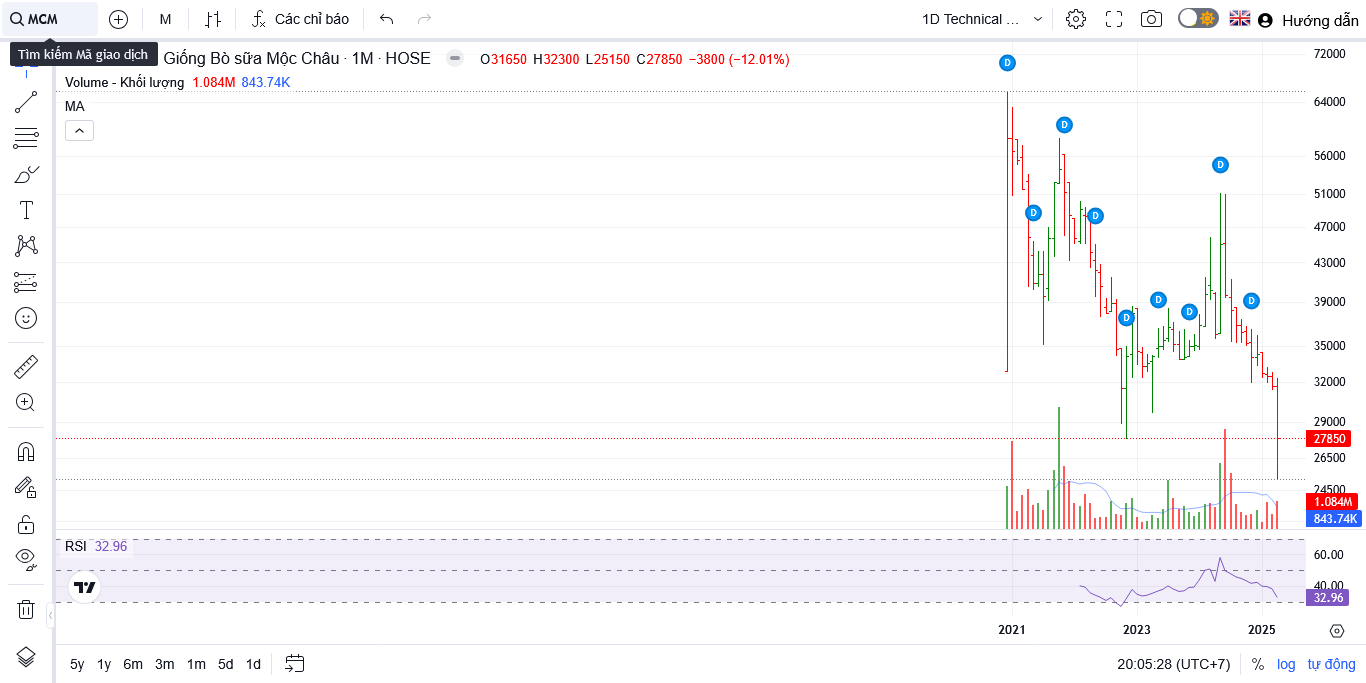 MCM
M
Các chỉ báo
1D Technical ...
Hướng dẫn
Tìm kiếm Mã giao dịch
Giống Bò sữa Mộc Châu · 1M · HOSE
O31650 H32300 L25150 C27850 −3800 (−12.01%)
Volume - Khối lượng 1.084M 843.74K
MA
D
D
D
D
D
D
D
D
D
72000
64000
56000
51000
47000
43000
39000
35000
32000
29000
27850
26500
24500
1.084M
843.74K
RSI 32.96
60.00
40.00
32.96
2021
2023
2025
5y 1y 6m 3m 1m 5d 1d
20:05:28 (UTC+7)
%
log
tự động